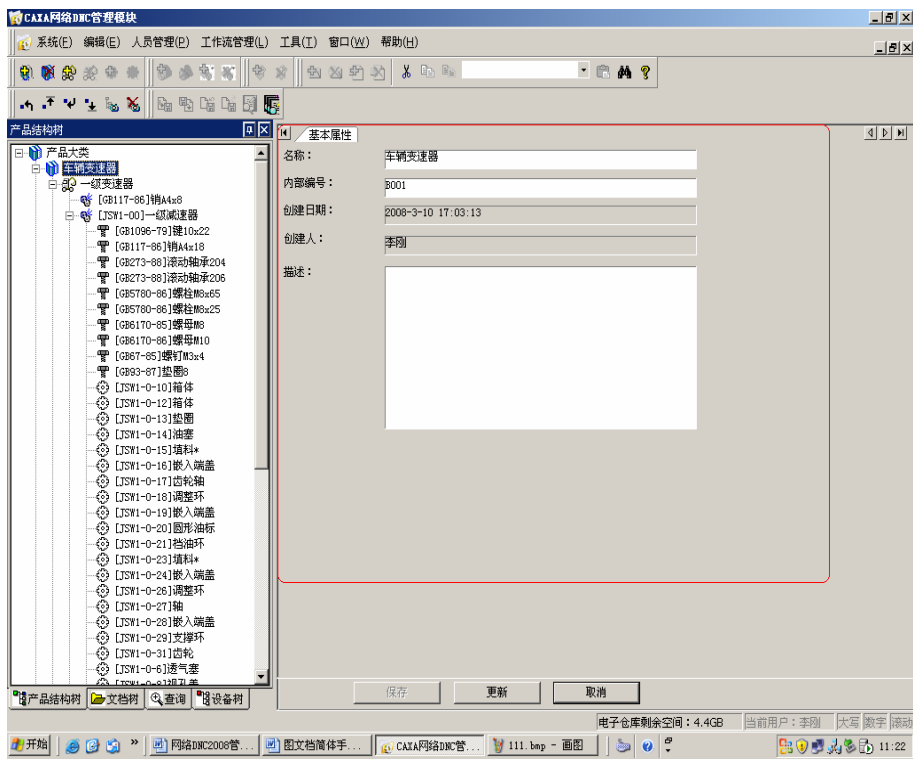 CAXA网络DNC管理模块
系统(F) 编辑(E) 人员管理(P) 工作流管理(L) 工具(T) 窗口(W) 帮助(H)
产品结构树
基本属性
产品大类
车辆变速器
一级变速器
[GB117-86]销A4x8
[JSW1-00]一级减速器
[GB1096-79]键10x22
[GB117-86]销A4x18
[GB273-88]滚动轴承204
[GB273-88]滚动轴承206
[GB5780-86]螺栓M8x65
[GB5780-86]螺栓M8x25
[GB6170-85]螺母M8
[GB6170-86]螺母M10
[GB67-85]螺钉M3x4
[GB93-87]垫圈8
[JSW1-0-10]箱体
[JSW1-0-12]箱体
[JSW1-0-13]垫圈
[JSW1-0-14]油塞
[JSW1-0-15]填料*
[JSW1-0-16]嵌入端盖
[JSW1-0-17]齿轮轴
[JSW1-0-18]调整环
[JSW1-0-19]嵌入端盖
[JSW1-0-20]圆形油标
[JSW1-0-21]档油环
[JSW1-0-23]填料*
[JSW1-0-24]嵌入端盖
[JSW1-0-26]调整环
[JSW1-0-27]轴
[JSW1-0-28]嵌入端盖
[JSW1-0-29]支撑环
[JSW1-0-31]齿轮
[JSW1-0-6]透气塞
名称： 车辆变速器
内部编号： B001
创建日期： 2008-3-10 17:03:13
创建人： 李刚
描述：
产品结构树 文档树 查询 设备树
保存 更新 取消
电子仓库剩余空间：4.4GB 当前用户：李刚 大写 数字 滚动
开始 » 网络DNC2008管... 图文档简体手... CAXA网络DNC管... 111.bmp - 画图 11:22